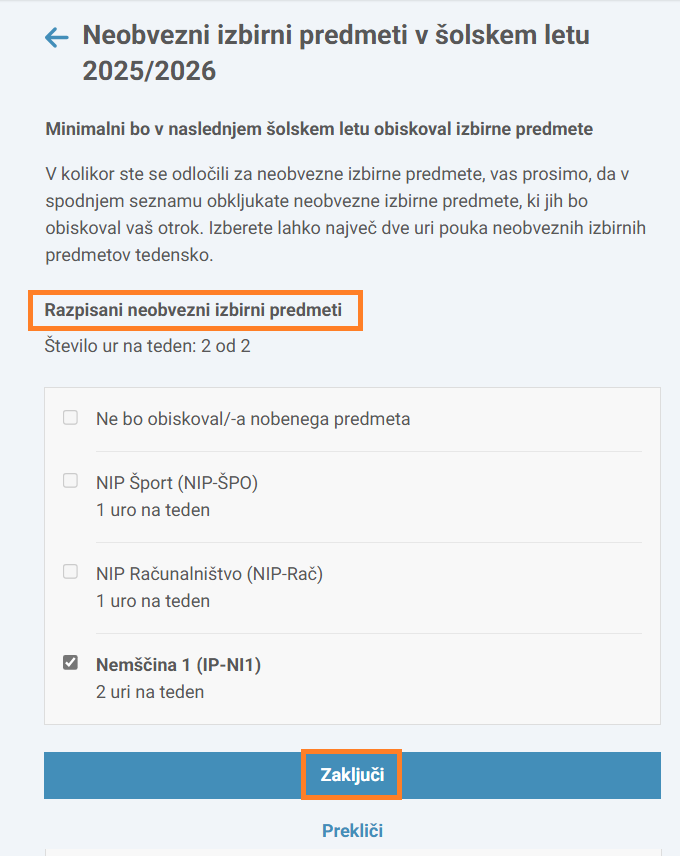 Neobvezni izbirni predmeti v šolskem letu
2025/2026
Minimalni bo v naslednjem šolskem letu obiskoval izbirne predmete
V kolikor ste se odločili za neobvezne izbirne predmete, vas prosimo, da v
spodnjem seznamu obkljukate neobvezne izbirne predmete, ki jih bo
obiskoval vaš otrok. Izberete lahko največ dve uri pouka neobveznih izbirnih
predmetov tedensko.
Razpisani neobvezni izbirni predmeti
Število ur na teden: 2 od 2
Ne bo obiskoval/-a nobenega predmeta
NIP Šport (NIP-ŠPO)
1 uro na teden
NIP Računalništvo (NIP-Rač)
1 uro na teden
Nemščina 1 (IP-NI1)
2 uri na teden
Zaključi
Prekliči